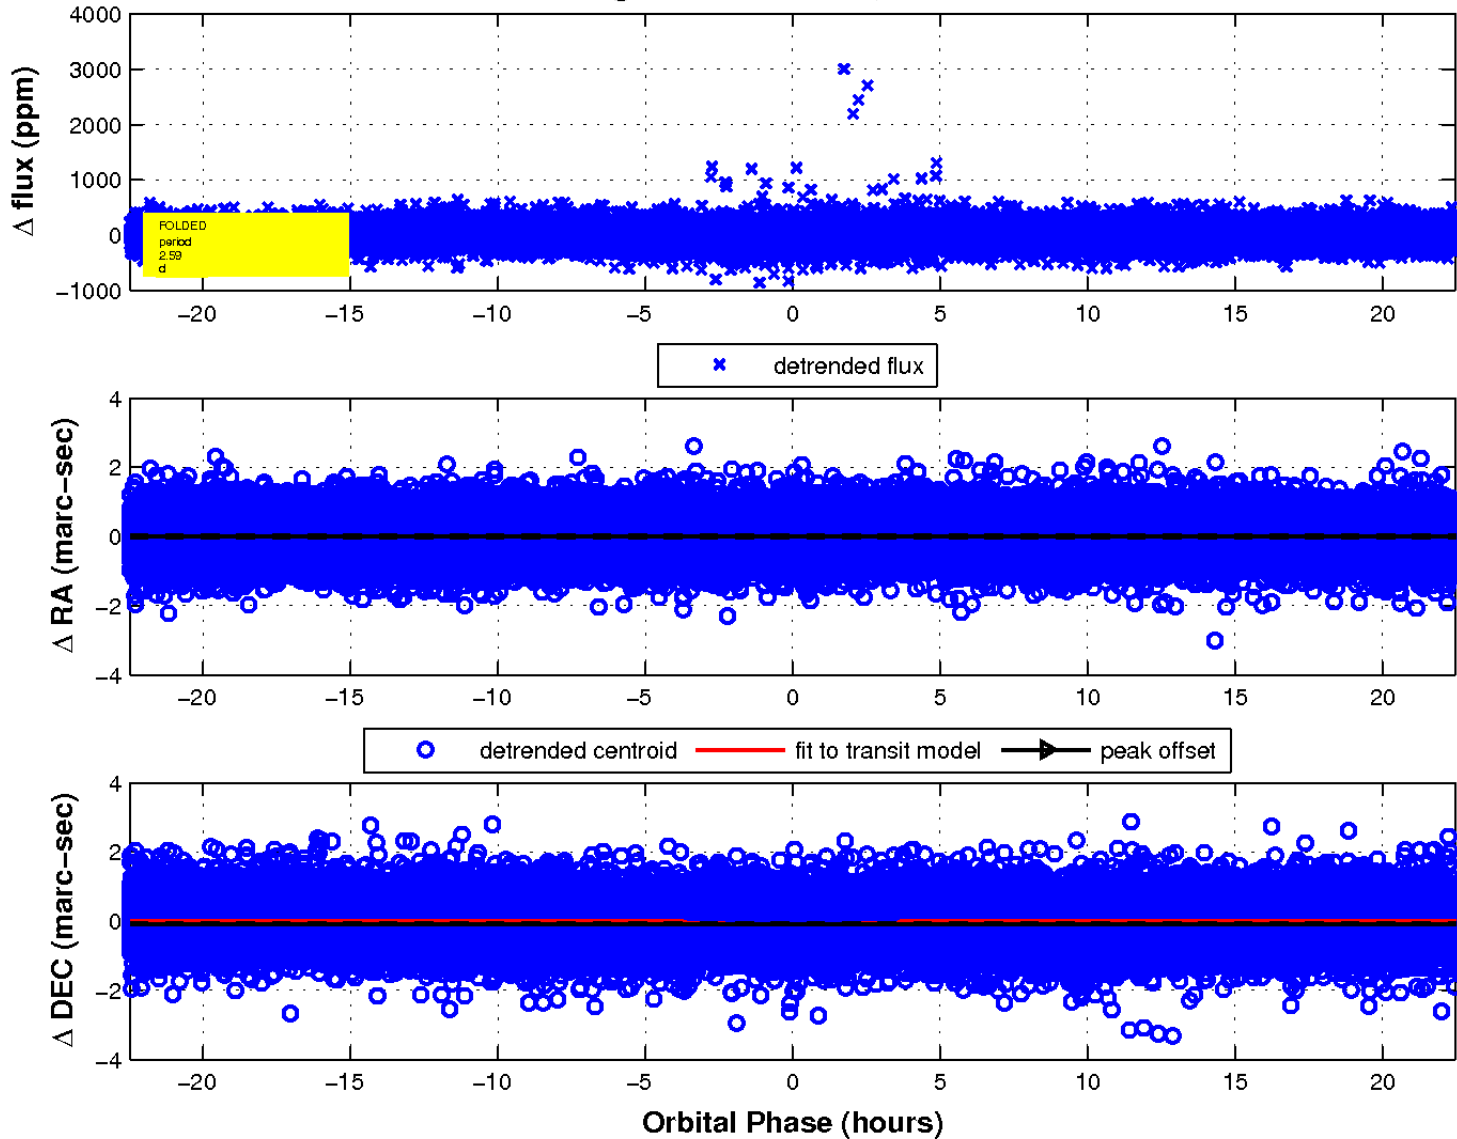 4000
3000
2000
1000
0
−1000
Δ flux (ppm)
FOLDED
period
2.59
d
−20 −15 −10 −5 0 5 10 15 20
detrended flux
4
2
0
−2
−4
Δ RA (marc−sec)
−20 −15 −10 −5 0 5 10 15 20
detrended centroid fit to transit model peak offset
4
2
0
−2
−4
Δ DEC (marc−sec)
−20 −15 −10 −5 0 5 10 15 20
Orbital Phase (hours)